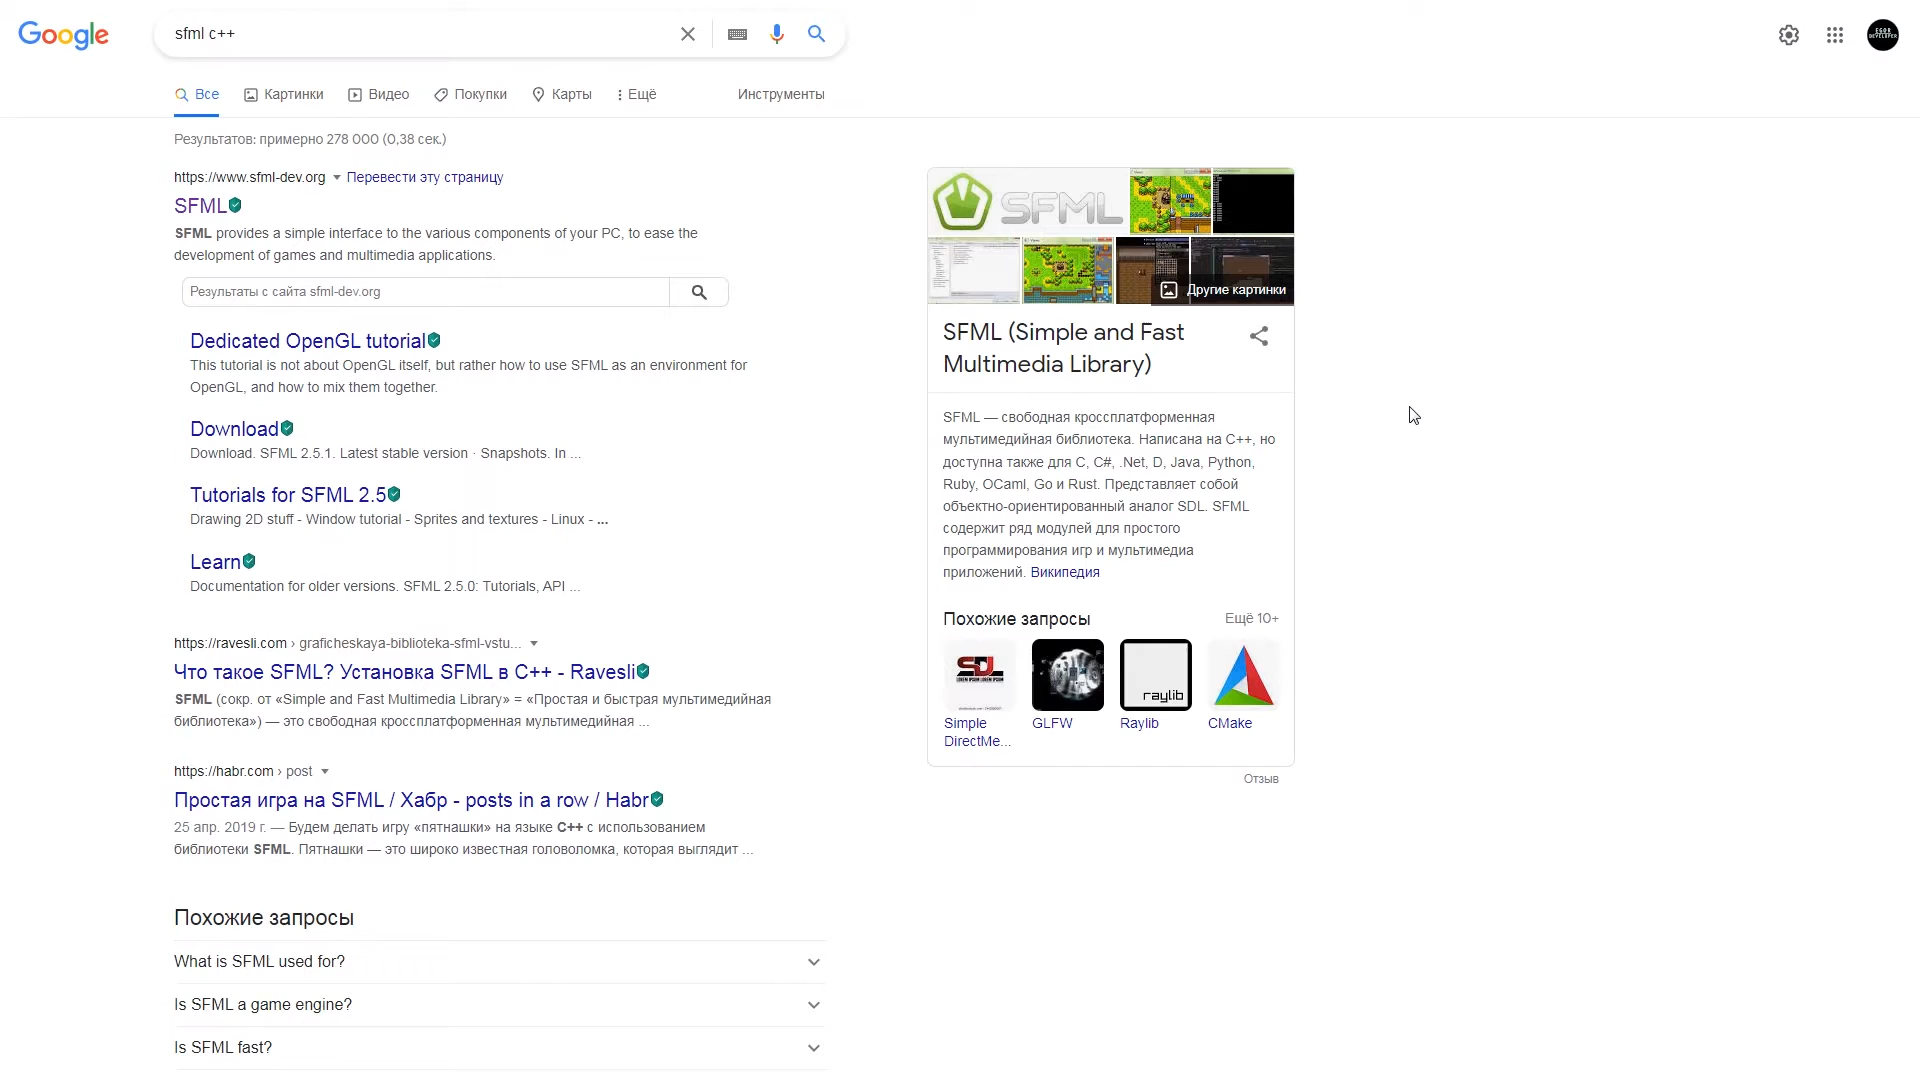 Google
sfml c++
EGOR
DEVELOPER
Все
Картинки
Видео
Покупки
Карты
Ещё
Инструменты
Результатов: примерно 278 000 (0,38 сек.)
https://www.sfml-dev.org Перевести эту страницу
SFML
SFML provides a simple interface to the various components of your PC, to ease the
development of games and multimedia applications.
Результаты с сайта sfml-dev.org
Dedicated OpenGL tutorial
This tutorial is not about OpenGL itself, but rather how to use SFML as an environment for
OpenGL, and how to mix them together.
Download
Download. SFML 2.5.1. Latest stable version · Snapshots. In ...
Tutorials for SFML 2.5
Drawing 2D stuff - Window tutorial - Sprites and textures - Linux - ...
Learn
Documentation for older versions. SFML 2.5.0: Tutorials, API ...
https://ravesli.com › graficheskaya-biblioteka-sfml-vstu...
Что такое SFML? Установка SFML в C++ - Ravesli
SFML (сокр. от «Simple and Fast Multimedia Library» = «Простая и быстрая мультимедийная
библиотека») — это свободная кроссплатформенная мультимедийная ...
https://habr.com › post
Простая игра на SFML / Хабр - posts in a row / Habr
25 апр. 2019 г. — Будем делать игру «пятнашки» на языке C++ с использованием
библиотеки SFML. Пятнашки — это широко известная головоломка, которая выглядит ...
Похожие запросы
What is SFML used for?
Is SFML a game engine?
Is SFML fast?
SFML
Другие картинки
SFML (Simple and Fast
Multimedia Library)
SFML — свободная кроссплатформенная
мультимедийная библиотека. Написана на C++, но
доступна также для C, C#, .Net, D, Java, Python,
Ruby, OCaml, Go и Rust. Представляет собой
объектно-ориентированный аналог SDL. SFML
содержит ряд модулей для простого
программирования игр и мультимедиа
приложений. Википедия
Похожие запросы
Ещё 10+
raylib
Simple
DirectMe...
GLFW
Raylib
CMake
Отзыв